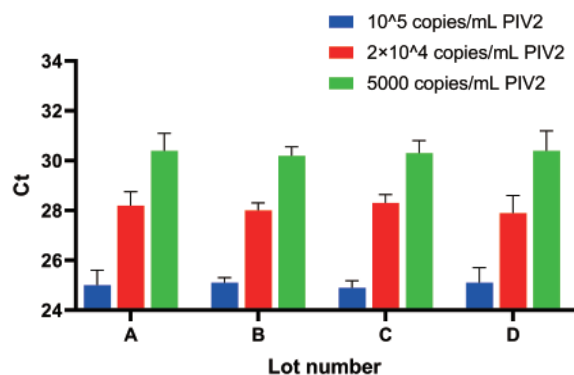 10^5 copies/mL PIV2
2×10^4 copies/mL PIV2
5000 copies/mL PIV2
34
32
30
28
26
24
Ct
A B C D
Lot number